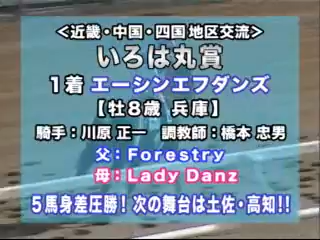 ＜近畿・中国・四国地区交流＞
いろは丸賞
１着 エーシンエフダンズ
【牡８歳 兵庫】
騎手：川原 正一　調教師：橋本 忠男
父：Forestry
母：Lady Danz
５馬身差圧勝！次の舞台は土佐・高知!!